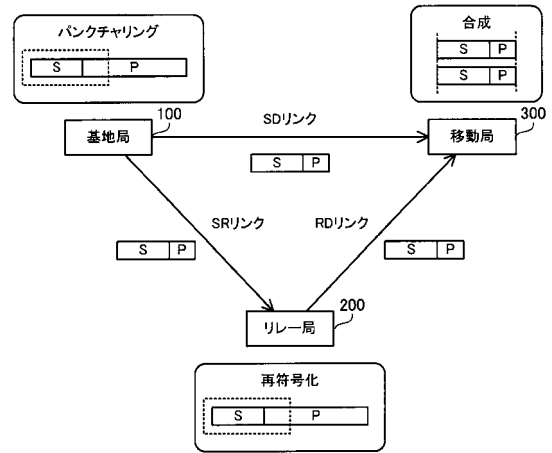 パンクチャリング
S P
合成
S P
S P
100
基地局
SDリンク
300
移動局
S P
SRリンク
RDリンク
S P
S P
200
リレー局
再符号化
S P